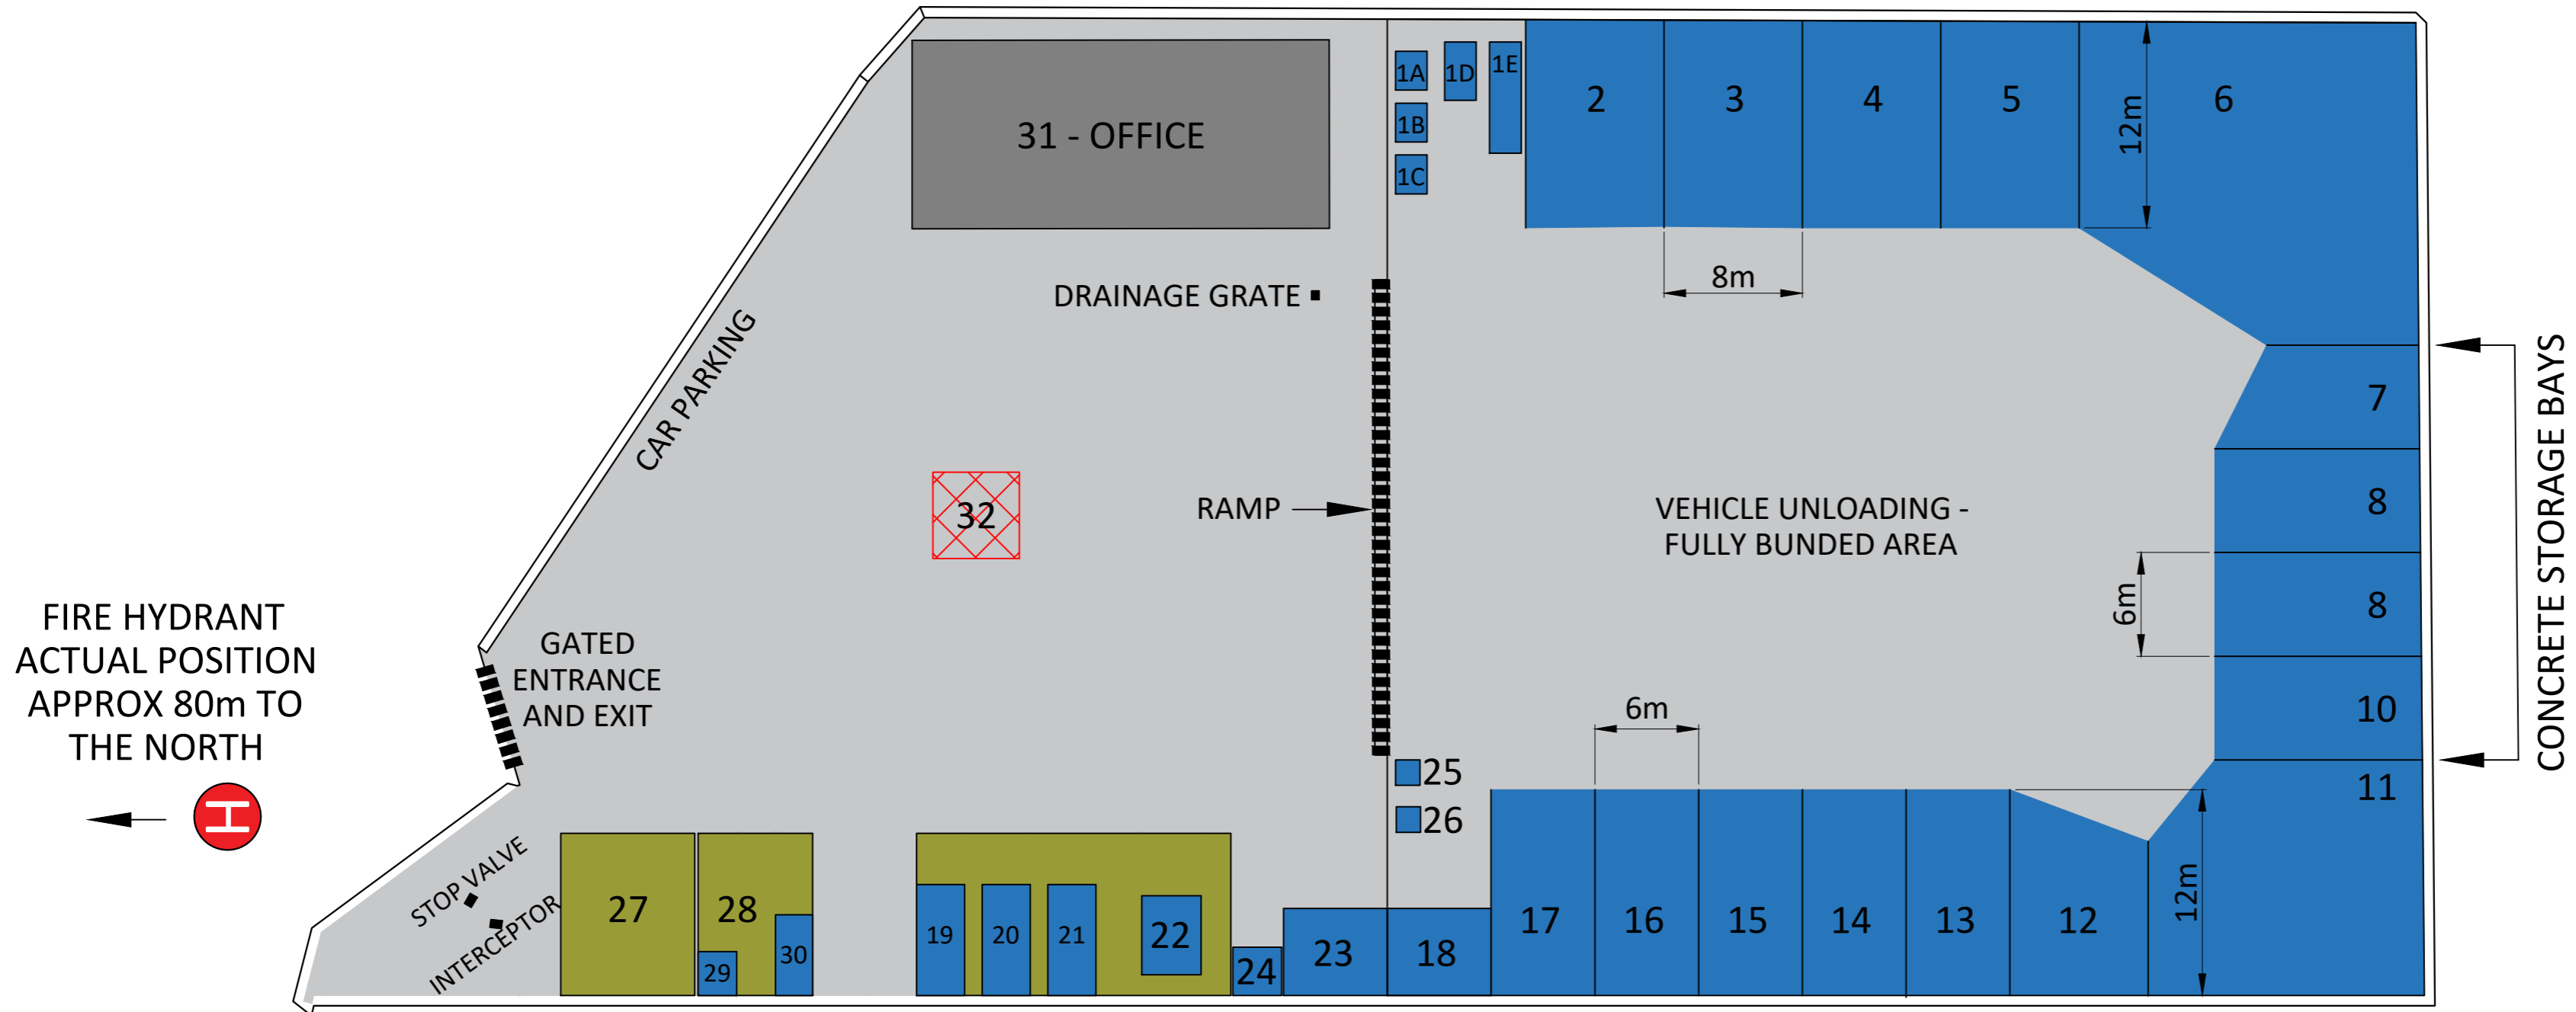 1A
1B
1C
1D
1E
2
3
4
5
6
12m
31 - OFFICE
8m
DRAINAGE GRATE
CAR PARKING
7
8
8
10
11
CONCRETE STORAGE BAYS
32
RAMP
VEHICLE UNLOADING -
FULLY BUNDED AREA
6m
6m
FIRE HYDRANT
ACTUAL POSITION
APPROX 80m TO
THE NORTH
H
GATED
ENTRANCE
AND EXIT
25
26
STOP VALVE
INTERCEPTOR
27
28
29
30
19
20
21
22
24
23
18
17
16
15
14
13
12
12m